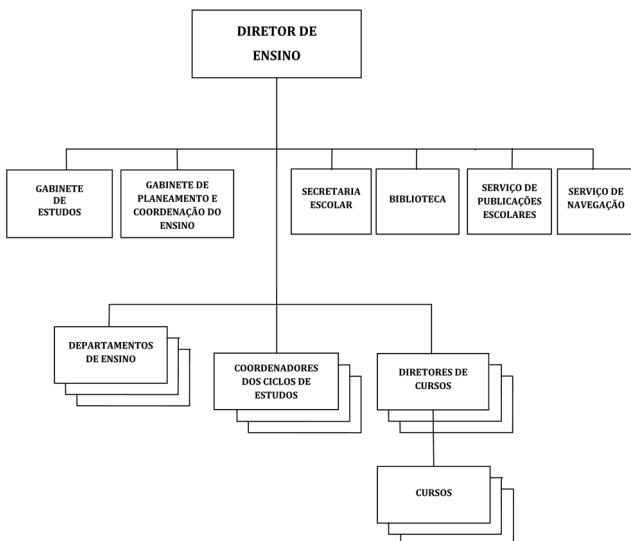 DIRETOR DE
ENSINO
GABINETE
DE
ESTUDOS
GABINETE DE
PLANEAMENTO E
COORDENAÇÃO DO
ENSINO
SECRETARIA
ESCOLAR
BIBLIOTECA
SERVIÇO DE
PUBLICAÇÕES
ESCOLARES
SERVIÇO DE
NAVEGAÇÃO
DEPARTAMENTOS
DE ENSINO
COORDENADORES
DOS CICLOS DE
ESTUDOS
DIRETORES DE
CURSOS
CURSOS